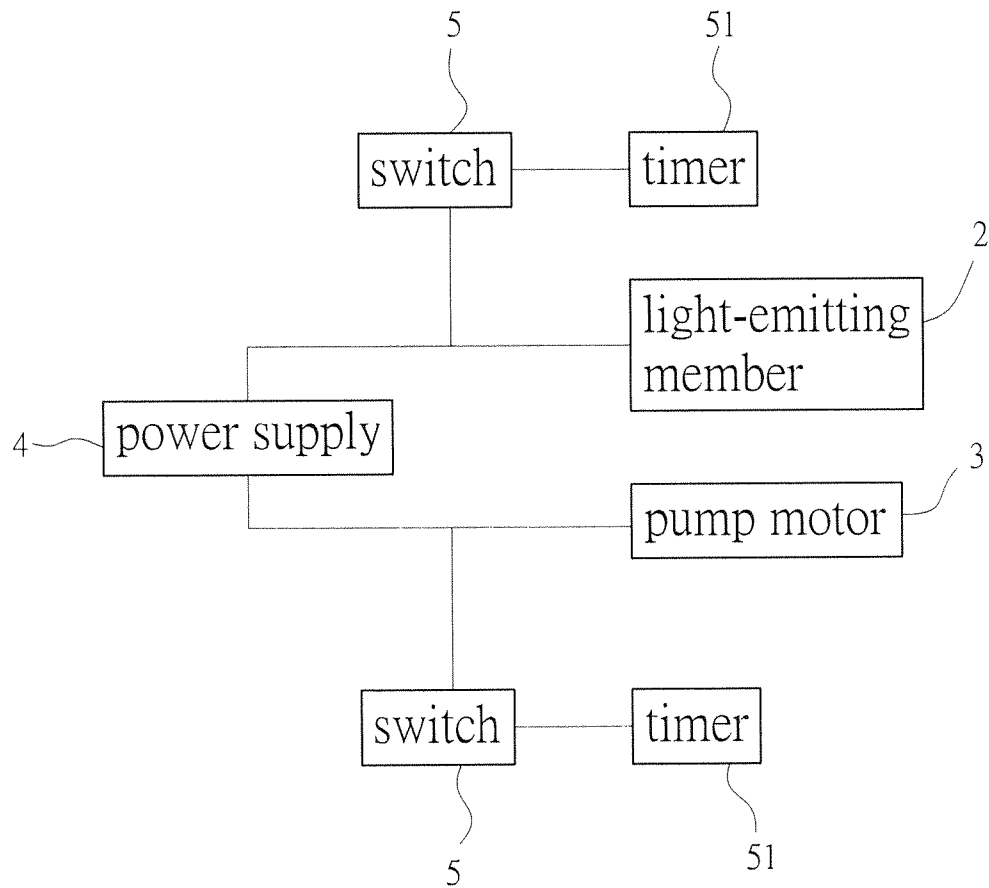 5
51
switch
timer
2
light-emitting
member
4
power supply
3
pump motor
switch
timer
5
51